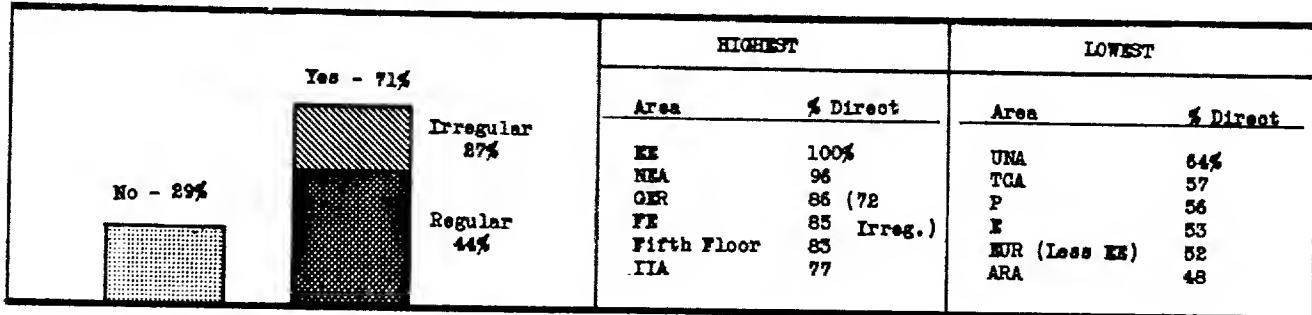 Yes - 71%
Irregular
27%
No - 29%
Regular
44%
HIGHEST
Area % Direct
EE 100%
NEA 96
GER 86 (72
FE 85 Irreg.)
Fifth Floor 83
IIA 77
LOWEST
Area % Direct
UNA 64%
TCA 57
P 56
E 53
EUR (Less EE) 52
ARA 48